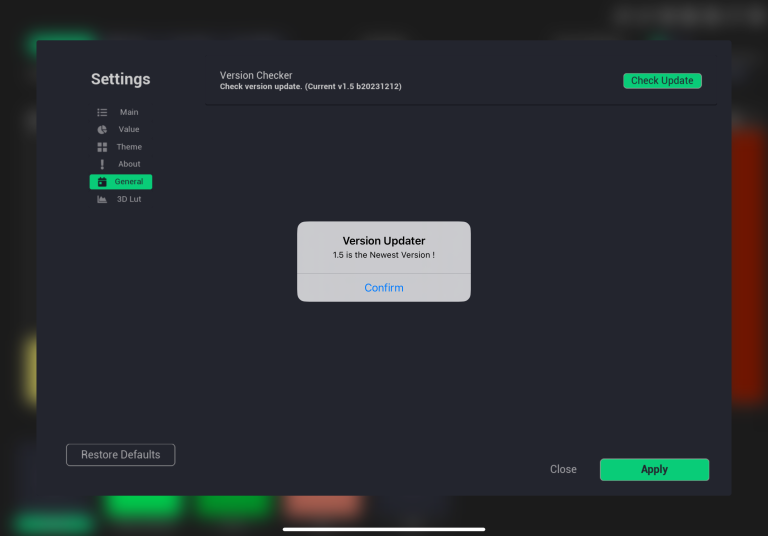 Settings
Main
Value
Theme
About
General
3D Lut
Version Checker
Check version update. (Current v1.5 b20231212)
Check Update
Version Updater
1.5 is the Newest Version !
Confirm
Restore Defaults
Close
Apply